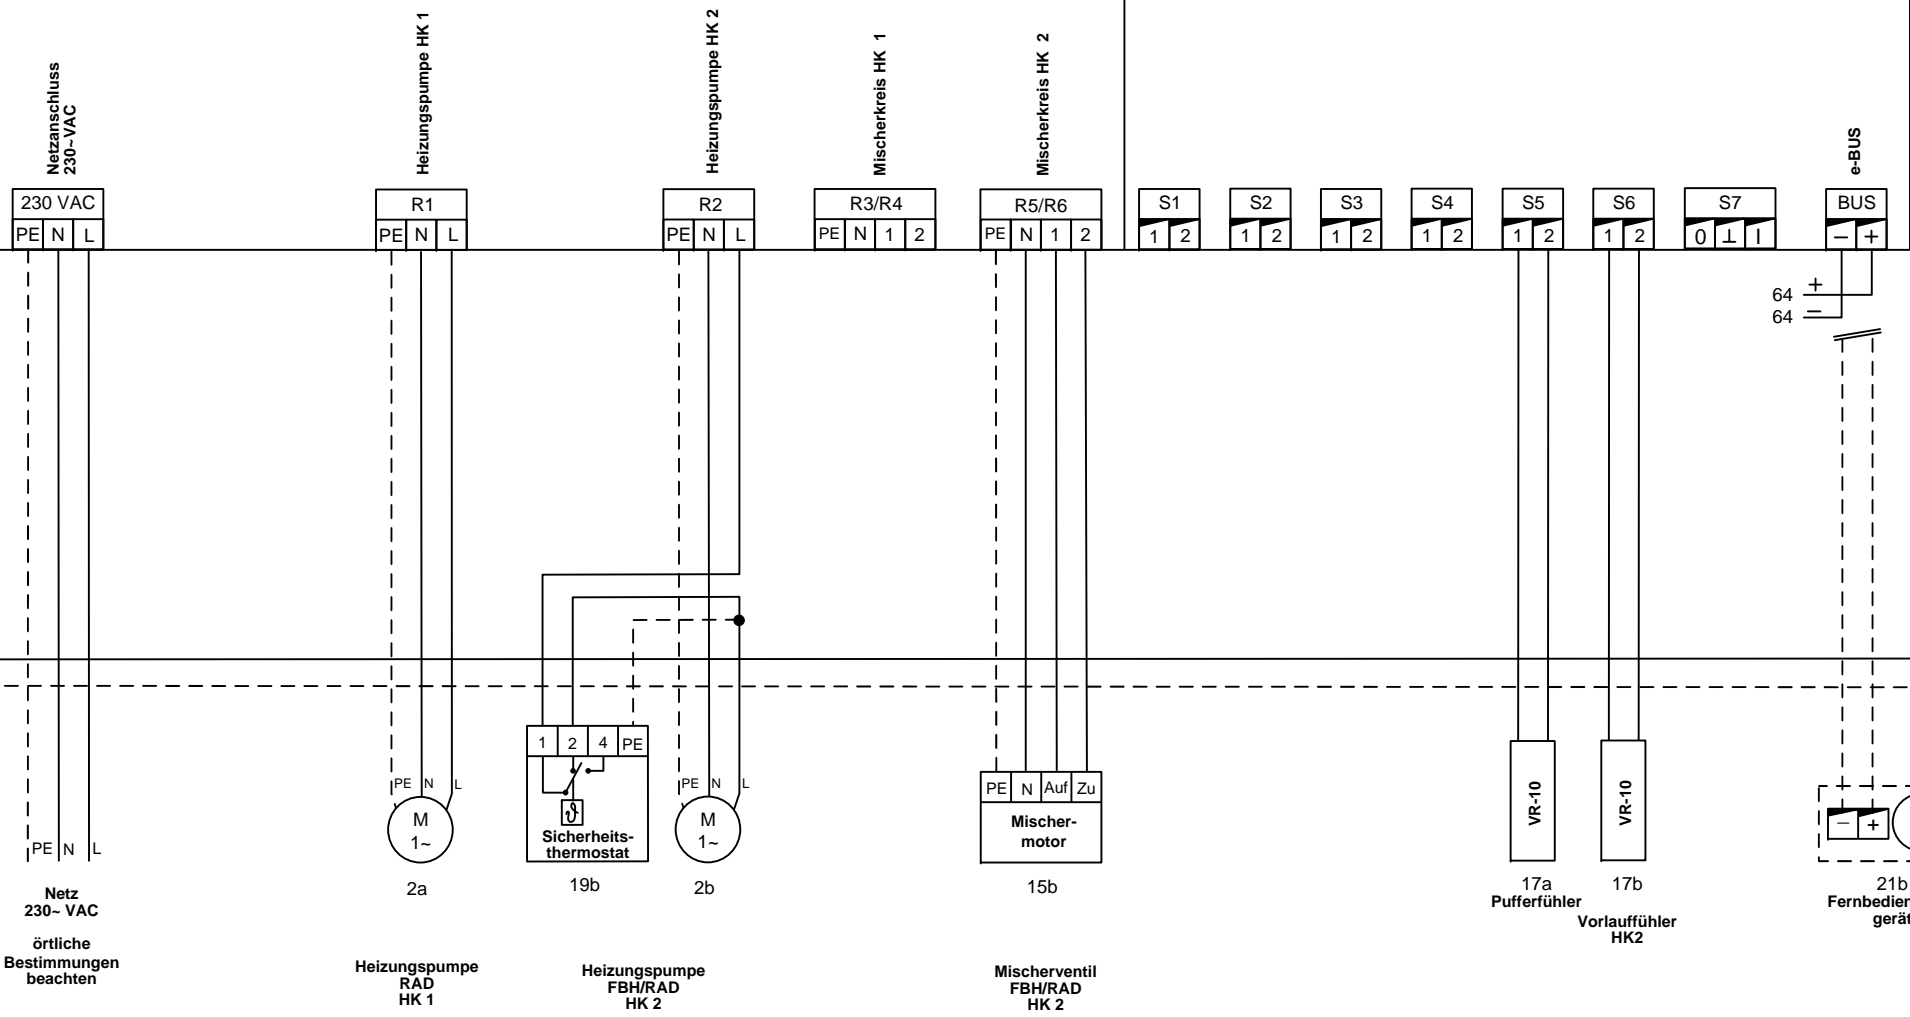 Netzanschluss
230~VAC
Heizungspumpe HK 1
Heizungspumpe HK 2
Mischerkreis HK 1
Mischerkreis HK 2
e-BUS
230 VAC
PE N L
R1
PE N L
R2
PE N L
R3/R4
PE N 1 2
R5/R6
PE N 1 2
S1
1 2
S2
1 2
S3
1 2
S4
1 2
S5
1 2
S6
1 2
S7
0 ⊥ I
BUS
− +
64 +
64 −
PE N L
Netz
230~ VAC
örtliche
Bestimmungen
beachten
PE N L
M
1~
2a
Heizungspumpe
RAD
HK 1
1 2 4 PE
ϑ
Sicherheits-
thermostat
19b
PE N L
M
1~
2b
Heizungspumpe
FBH/RAD
HK 2
PE N Auf Zu
Mischer-
motor
15b
Mischerventil
FBH/RAD
HK 2
VR-10
17a
Pufferfühler
VR-10
17b
Vorlauffühler
HK2
− +
21b
Fernbedien
gerät